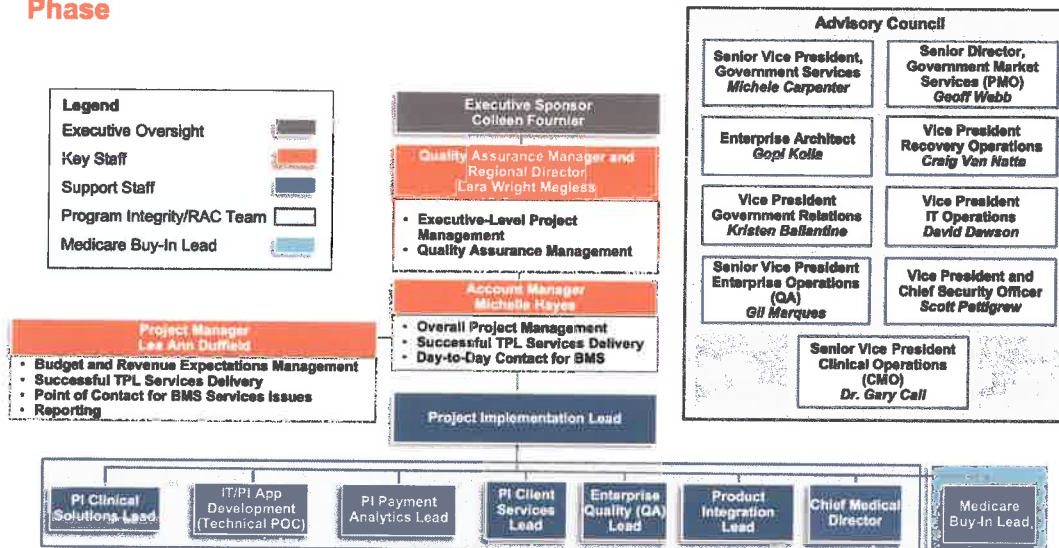 Phase
Legend
Executive Oversight
Key Staff
Support Staff
Program Integrity/RAC Team
Medicare Buy-In Lead
Executive Sponsor
Colleen Fournier
Quality Assurance Manager and
Regional Director
Lara Wright Megless
• Executive-Level Project
Management
• Quality Assurance Management
Account Manager
Michelle Hayes
• Overall Project Management
• Successful TPL Services Delivery
• Day-to-Day Contact for BMS
Project Manager
Lee Ann Duffield
• Budget and Revenue Expectations Management
• Successful TPL Services Delivery
• Point of Contact for BMS Services Issues
• Reporting
Project Implementation Lead
PI Clinical
Solutions Lead
IT/PI App
Development
(Technical POC)
PI Payment
Analytics Lead
PI Client
Services
Lead
Enterprise
Quality (QA)
Lead
Product
Integration
Lead
Chief Medical
Director
Medicare
Buy-In Lead
Advisory Council
Senior Vice President,
Government Services
Michele Carpenter
Senior Director,
Government Market
Services (PMO)
Geoff Webb
Enterprise Architect
Gopi Kolla
Vice President
Recovery Operations
Craig Van Natta
Vice President
Government Relations
Kristen Ballantine
Vice President
IT Operations
David Dawson
Senior Vice President
Enterprise Operations
(QA)
Gil Marques
Vice President and
Chief Security Officer
Scott Pettigrew
Senior Vice President
Clinical Operations
(CMO)
Dr. Gary Call